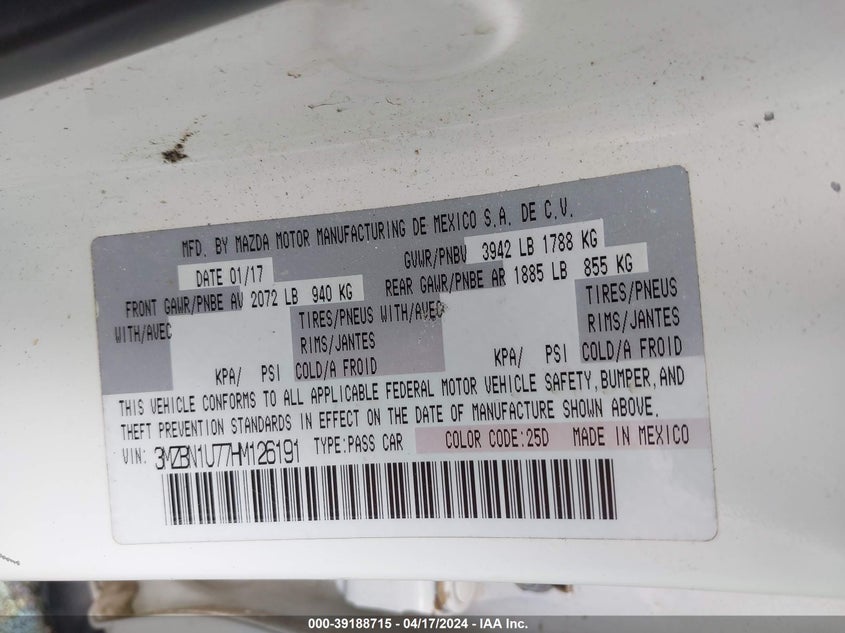 MFD. BY MAZDA MOTOR MANUFACTURING DE MEXICO S.A. DE C.V.
DATE 01/17 GVWR/PNBV 3942 LB 1788 KG
FRONT GAWR/PNBE AV 2072 LB 940 KG REAR GAWR/PNBE AR 1885 LB 855 KG
WITH/AVEC TIRES/PNEUS WITH/AVEC TIRES/PNEUS
RIMS/JANTES RIMS/JANTES
KPA/ PSI COLD/A FROID KPA/ PSI COLD/A FROID
THIS VEHICLE CONFORMS TO ALL APPLICABLE FEDERAL MOTOR VEHICLE SAFETY, BUMPER, AND
THEFT PREVENTION STANDARDS IN EFFECT ON THE DATE OF MANUFACTURE SHOWN ABOVE.
VIN: 3MZBN1U77HM126191 TYPE:PASS CAR COLOR CODE:25D MADE IN MEXICO
000-39188715 - 04/17/2024 - IAA Inc.